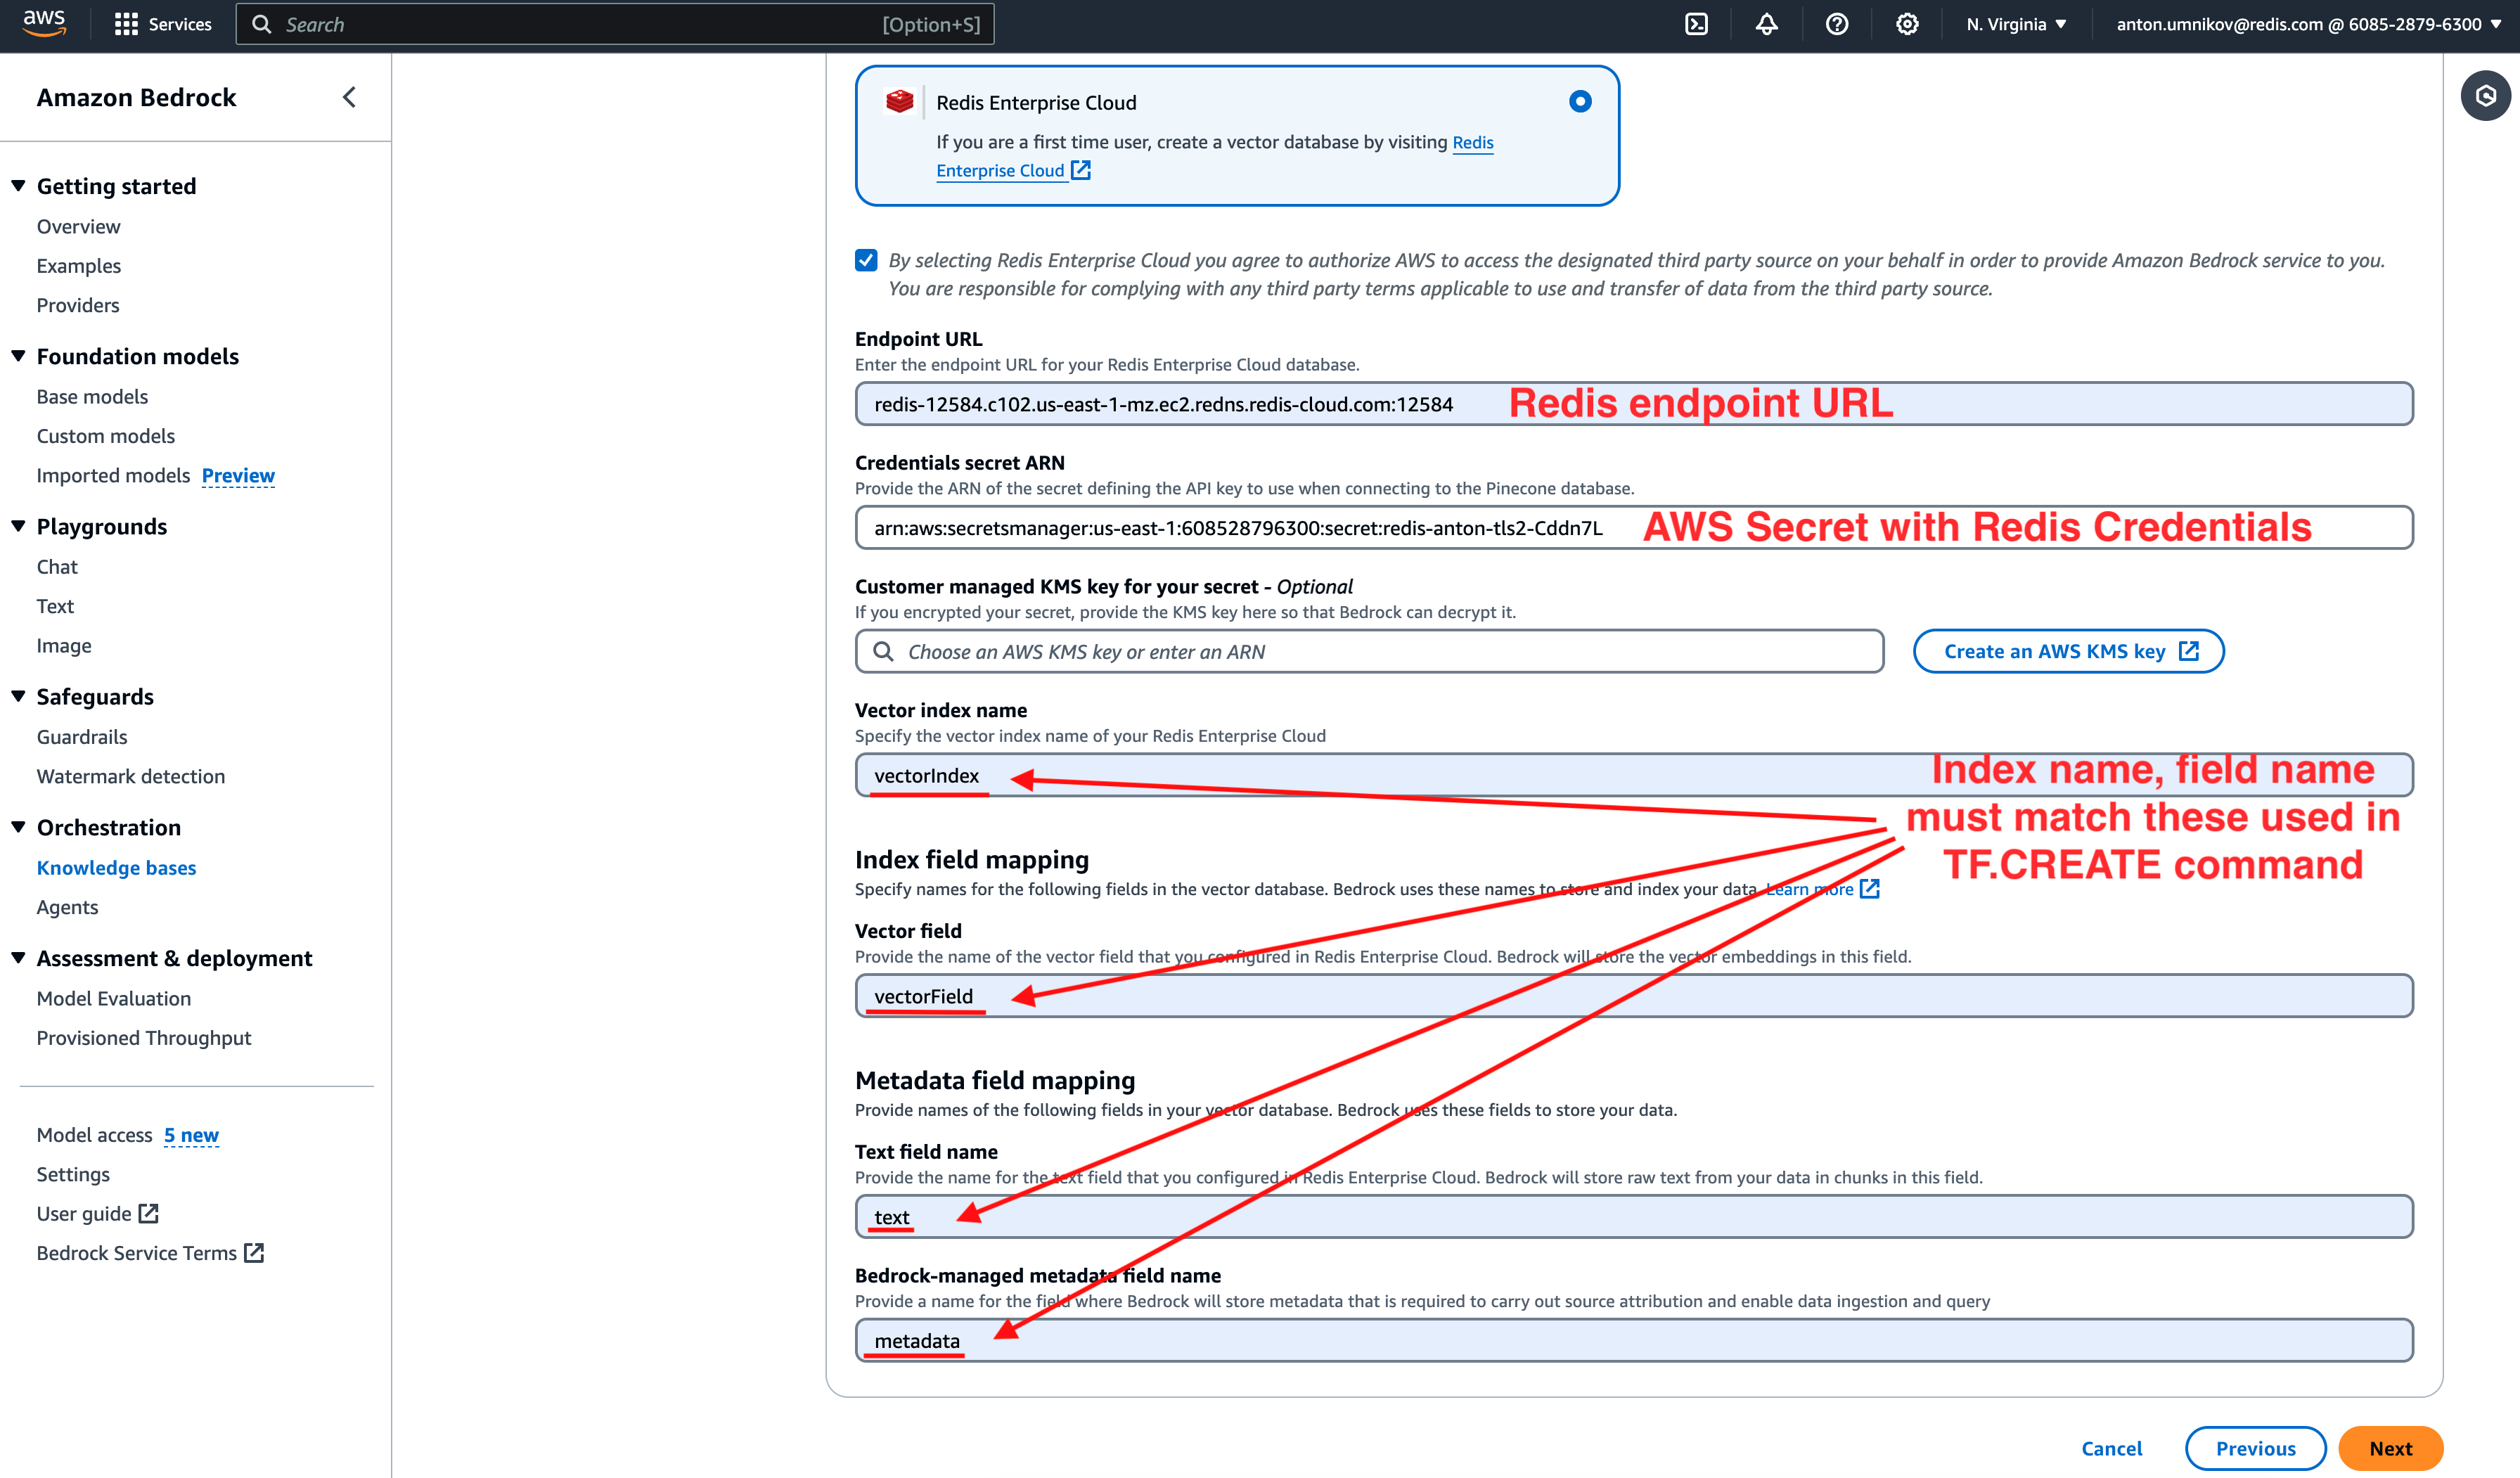 aws
Services
Search
[Option+S]
N. Virginia
anton.umnikov@redis.com @ 6085-2879-6300
Amazon Bedrock
Getting started
Overview
Examples
Providers
Foundation models
Base models
Custom models
Imported models Preview
Playgrounds
Chat
Text
Image
Safeguards
Guardrails
Watermark detection
Orchestration
Knowledge bases
Agents
Assessment & deployment
Model Evaluation
Provisioned Throughput
Model access 5 new
Settings
User guide
Bedrock Service Terms
Redis Enterprise Cloud
If you are a first time user, create a vector database by visiting Redis
Enterprise Cloud
By selecting Redis Enterprise Cloud you agree to authorize AWS to access the designated third party source on your behalf in order to provide Amazon Bedrock service to you.
You are responsible for complying with any third party terms applicable to use and transfer of data from the third party source.
Endpoint URL
Enter the endpoint URL for your Redis Enterprise Cloud database.
redis-12584.c102.us-east-1-mz.ec2.redns.redis-cloud.com:12584
Redis endpoint URL
Credentials secret ARN
Provide the ARN of the secret defining the API key to use when connecting to the Pinecone database.
arn:aws:secretsmanager:us-east-1:608528796300:secret:redis-anton-tls2-Cddn7L
AWS Secret with Redis Credentials
Customer managed KMS key for your secret - Optional
If you encrypted your secret, provide the KMS key here so that Bedrock can decrypt it.
Choose an AWS KMS key or enter an ARN
Create an AWS KMS key
Vector index name
Specify the vector index name of your Redis Enterprise Cloud
vectorIndex
Index name, field name
must match these used in
TF.CREATE command
Index field mapping
Specify names for the following fields in the vector database. Bedrock uses these names to store and index your data. Learn more
Vector field
Provide the name of the vector field that you configured in Redis Enterprise Cloud. Bedrock will store the vector embeddings in this field.
vectorField
Metadata field mapping
Provide names of the following fields in your vector database. Bedrock uses these fields to store your data.
Text field name
Provide the name for the text field that you configured in Redis Enterprise Cloud. Bedrock will store raw text from your data in chunks in this field.
text
Bedrock-managed metadata field name
Provide a name for the field where Bedrock will store metadata that is required to carry out source attribution and enable data ingestion and query
metadata
Cancel
Previous
Next